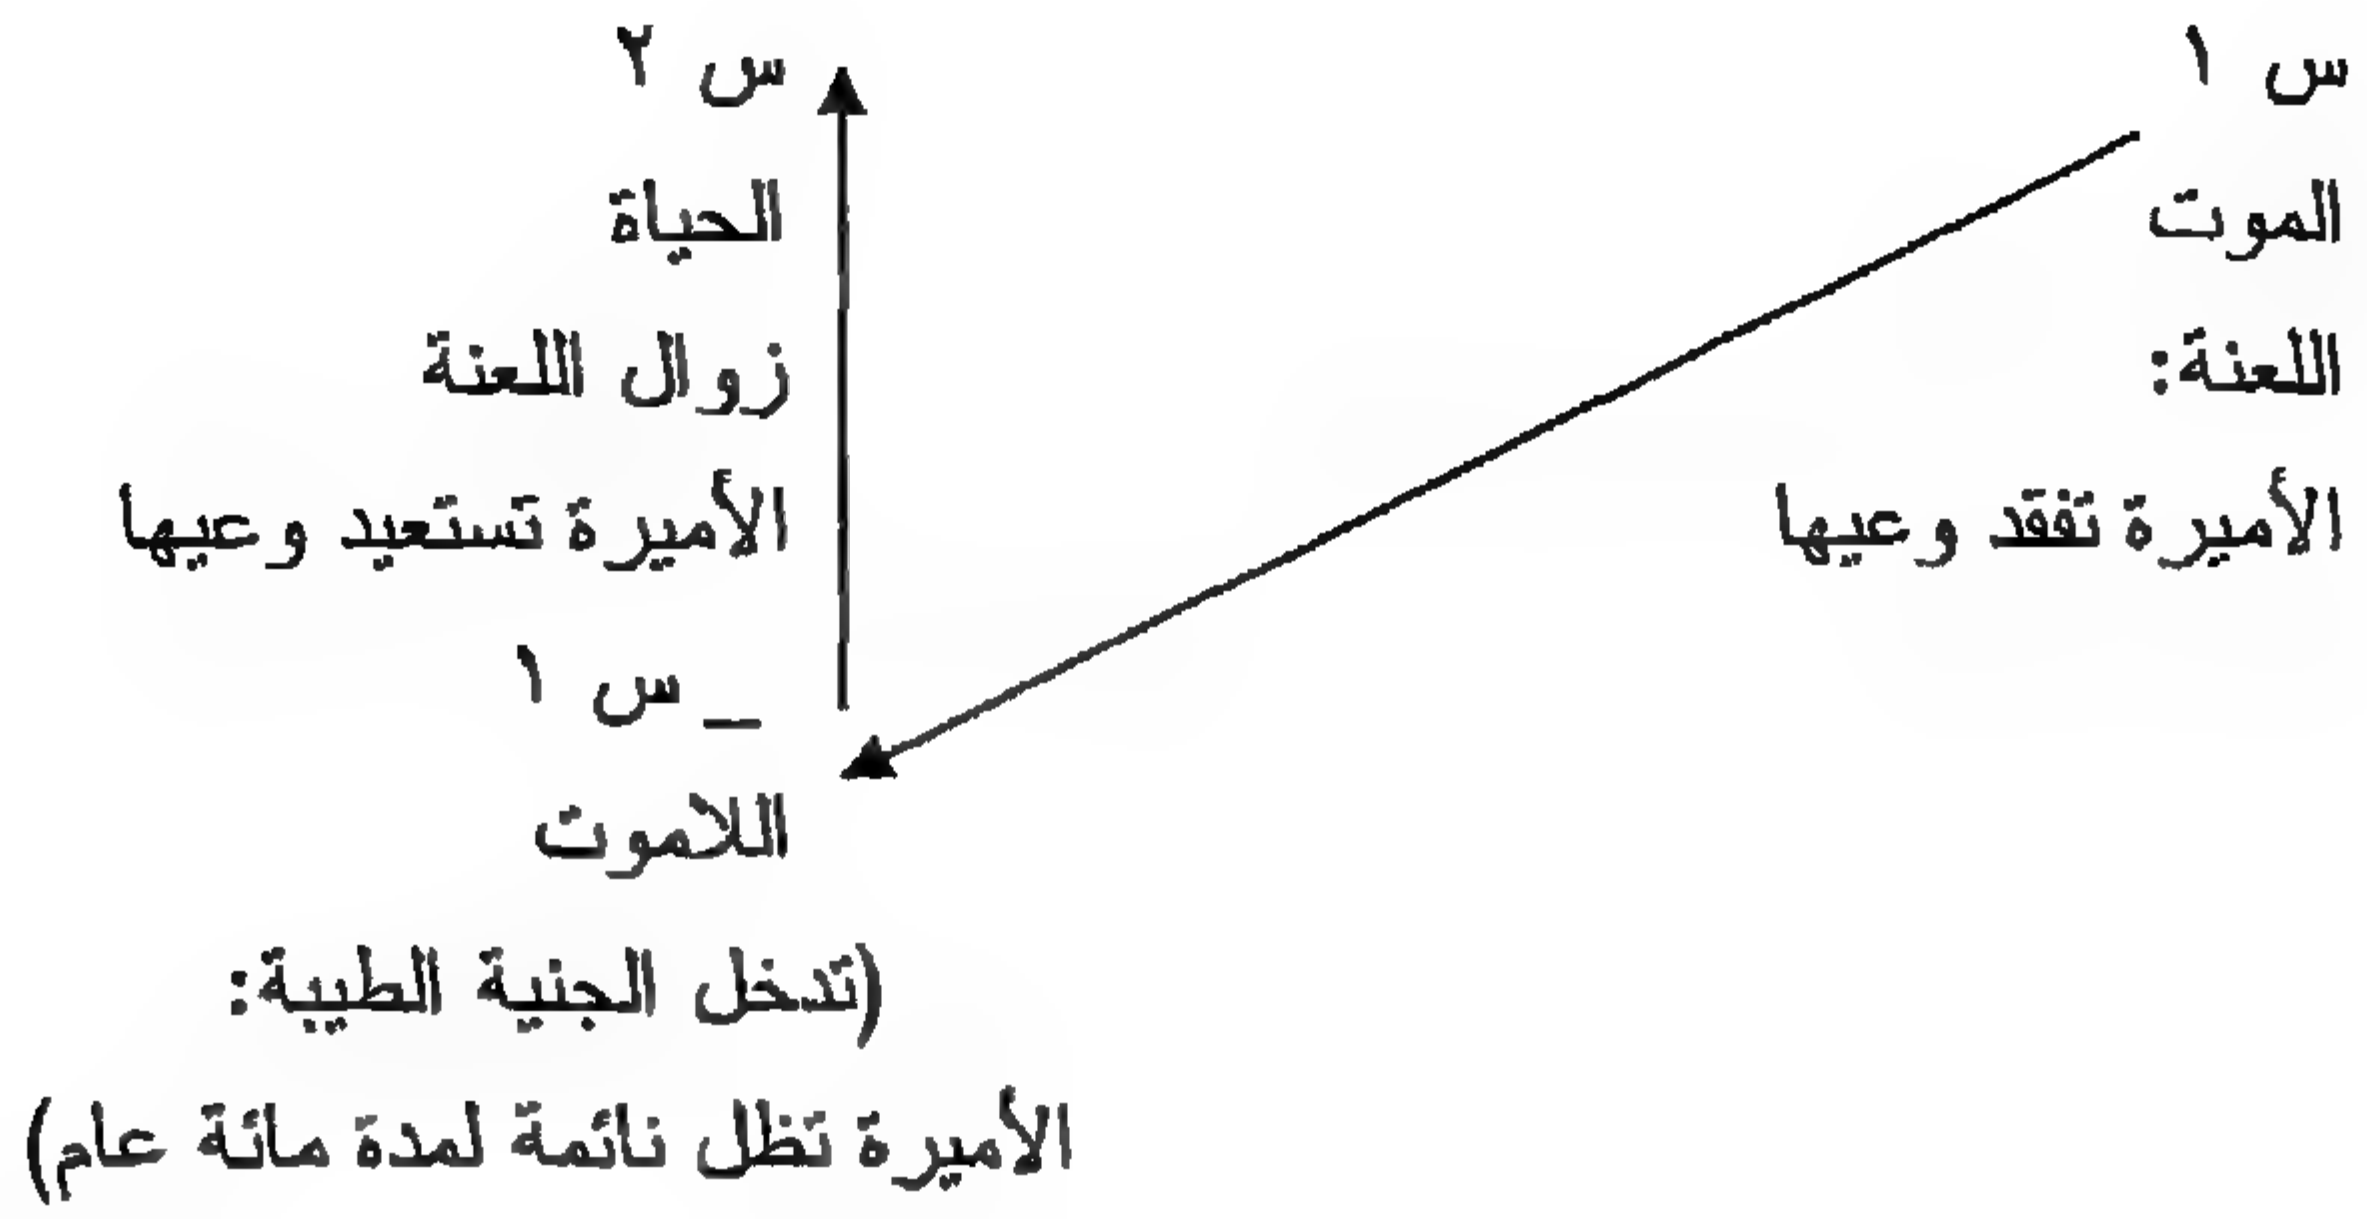 س ١
الموت
اللعنة:
الأميرة تفقد وعيها
س ٢
الحياة
زوال اللعنة
الأميرة تستعيد وعيها
_ س ١
اللاموت
(تدخل الجنية الطيبة:
الأميرة تظل نائمة لمدة مائة عام)